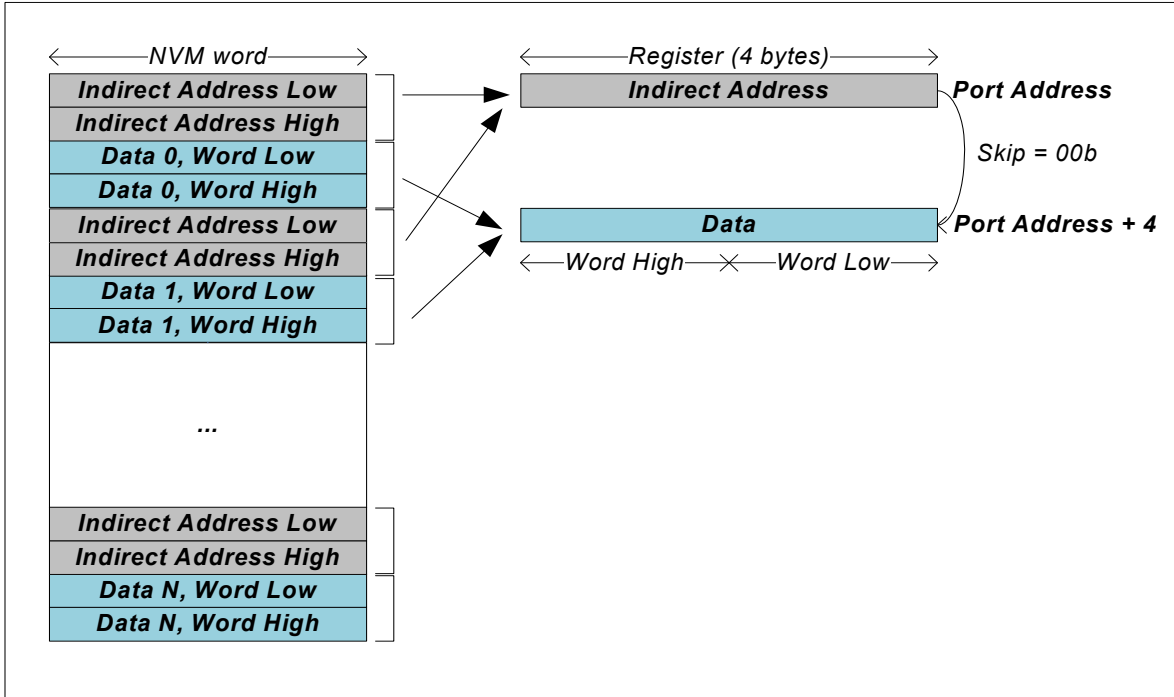 NVM word
Indirect Address Low
Indirect Address High
Data 0, Word Low
Data 0, Word High
Indirect Address Low
Indirect Address High
Data 1, Word Low
Data 1, Word High
...
Indirect Address Low
Indirect Address High
Data N, Word Low
Data N, Word High
Register (4 bytes)
Indirect Address
Port Address
Skip = 00b
Data
Port Address + 4
Word High
Word Low